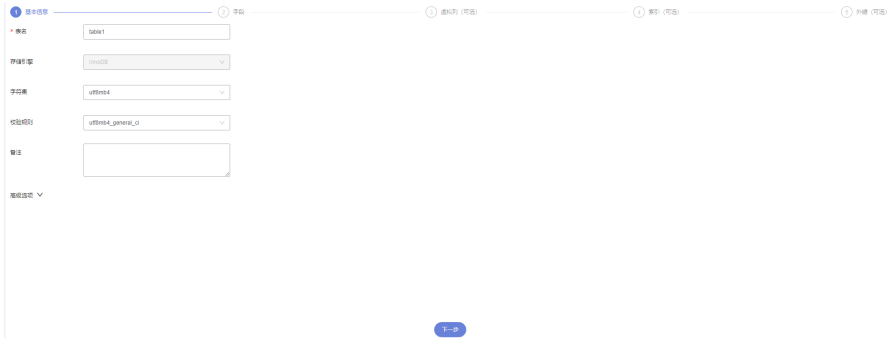 1 基本信息 2 字段 3 虚拟列（可选） 4 索引（可选） 5 外键（可选）
* 表名 table1
存储引擎 InnoDB
字符集 utf8mb4
校验规则 utf8mb4_general_ci
备注
高级选项
下一步